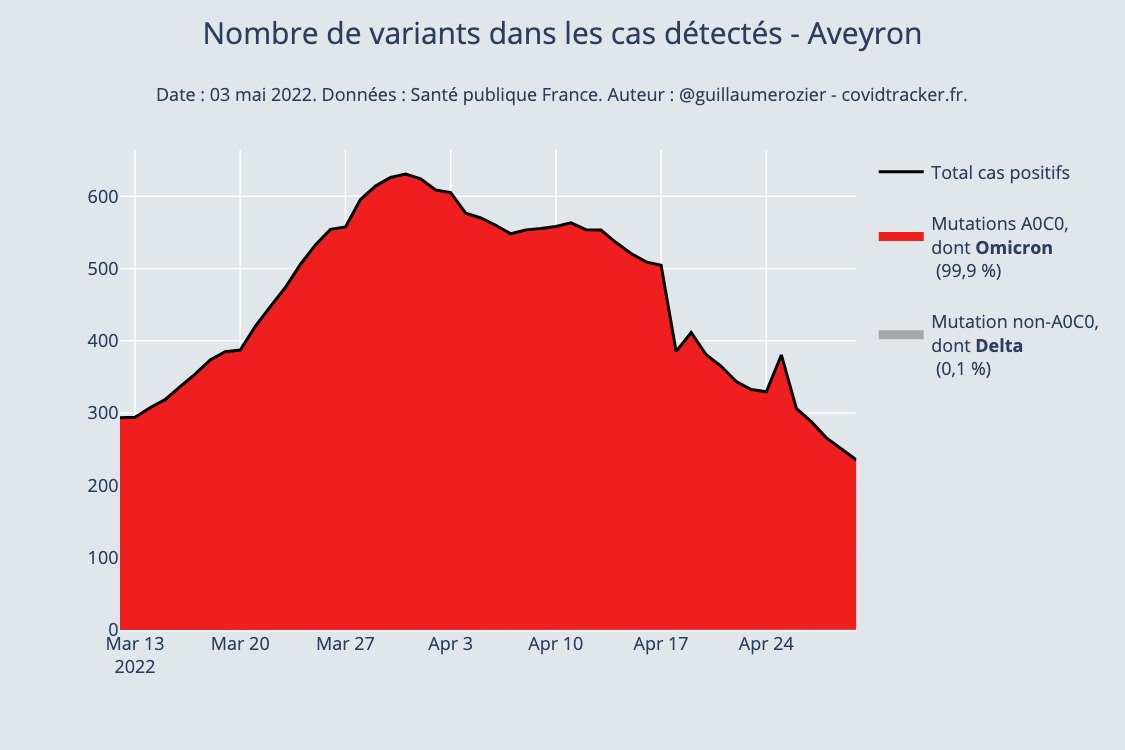 Nombre de variants dans les cas détectés - Aveyron
Date : 03 mai 2022. Données : Santé publique France. Auteur : @guillaumerozier - covidtracker.fr.
600
500
400
300
200
100
0
Mar 13
2022
Mar 20
Mar 27
Apr 3
Apr 10
Apr 17
Apr 24
Total cas positifs
Mutations A0C0,
dont Omicron
(99,9 %)
Mutation non-A0C0,
dont Delta
(0,1 %)